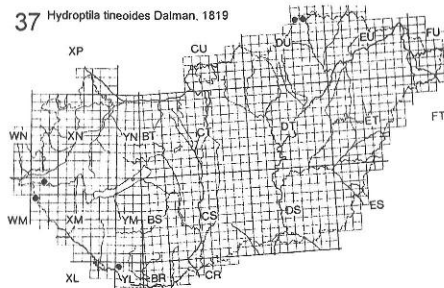 37 Hydroptila tineoides Dalman, 1819
XP CU DU EU FU
WN XN YN BT CT DT ET FT
WM XM YM BS CS DS ES
XL YL BR CR